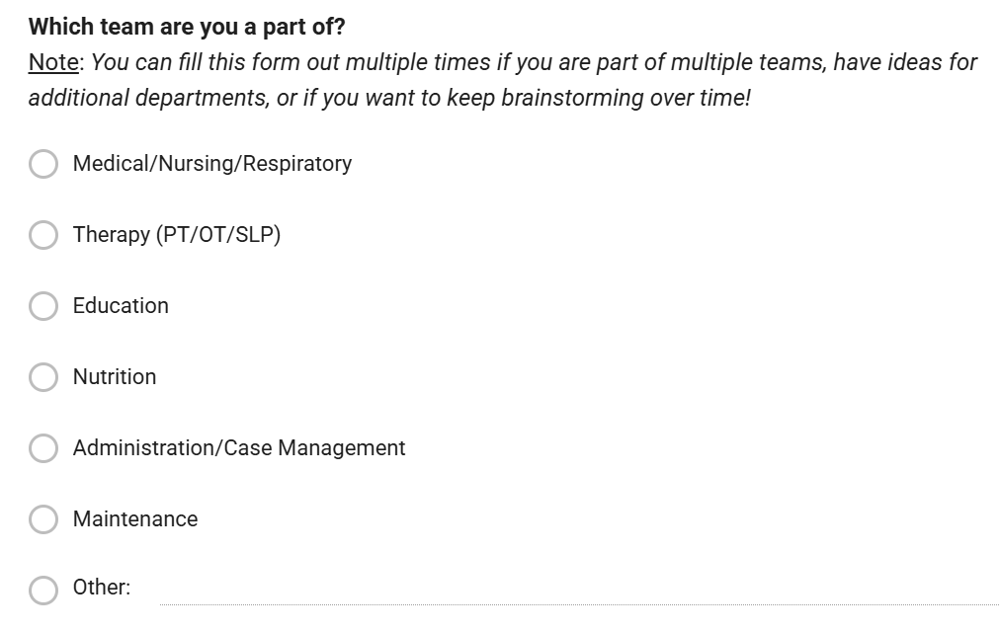 Which team are you a part of?
Note: You can fill this form out multiple times if you are part of multiple teams, have ideas for
additional departments, or if you want to keep brainstorming over time!
Medical/Nursing/Respiratory
Therapy (PT/OT/SLP)
Education
Nutrition
Administration/Case Management
Maintenance
Other: